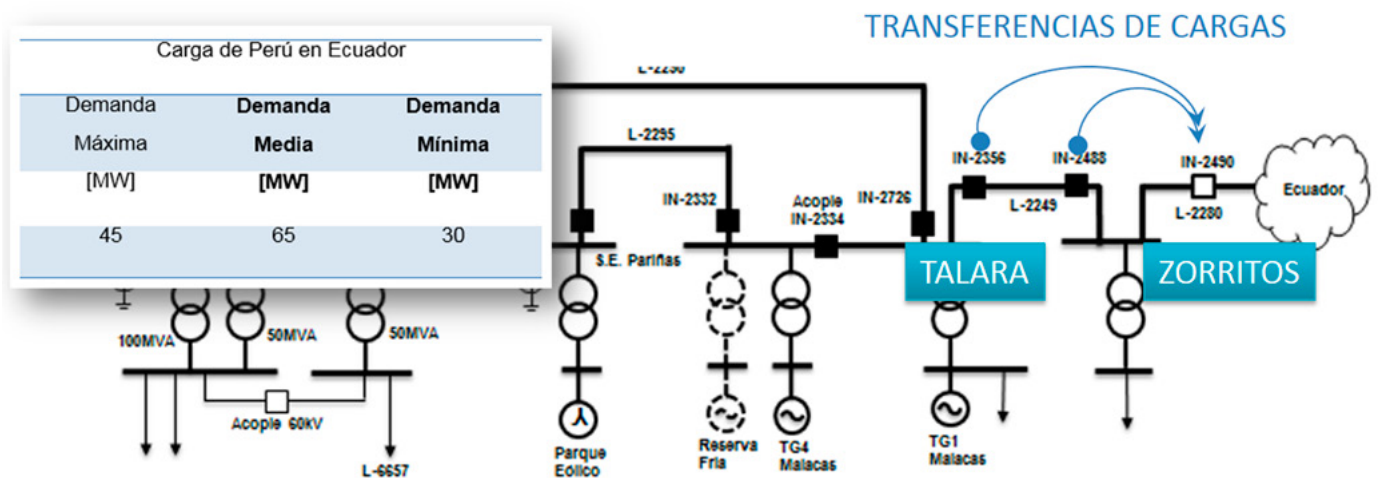 TRANSFERENCIAS DE CARGAS
Carga de Perú en Ecuador
Demanda Máxima [MW]
Demanda Media [MW]
Demanda Mínima [MW]
45 65 30
L-2295
IN-2356
IN-2488
IN-2490
Ecuador
IN-2332
Acople
IN-2334
IN-2726
L-2249
L-2280
S.E. Pariñas
TALARA
ZORRITOS
100MVA
50MVA
50MVA
Acople 60kV
L-6657
Parque
Eólico
Reserva
Fria
TG4
Malacas
TG1
Malacas